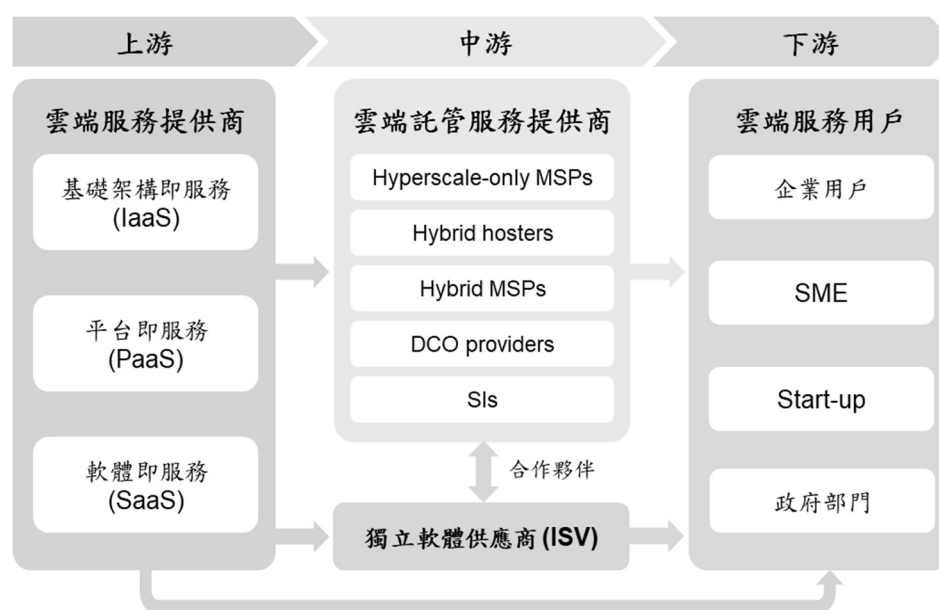 上游
中游
下游
雲端服務提供商
基礎架構即服務
(IaaS)
平台即服務
(PaaS)
軟體即服務
(SaaS)
雲端託管服務提供商
Hyperscale-only MSPs
Hybrid hosters
Hybrid MSPs
DCO providers
SIs
合作夥伴
獨立軟體供應商(ISV)
雲端服務用戶
企業用戶
SME
Start-up
政府部門